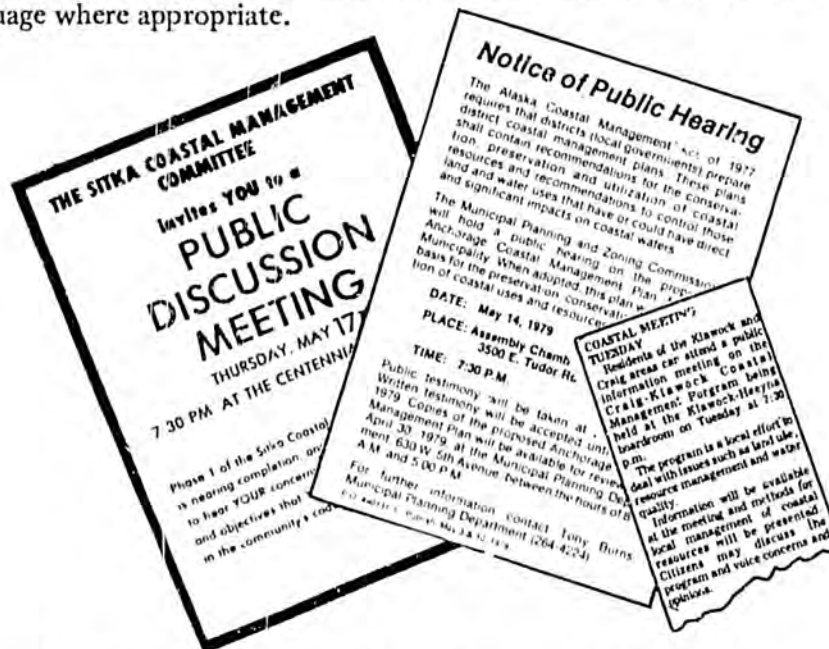 uage where appropriate.
THE SITKA COASTAL MANAGEMENT
COMMITTEE
Invites YOU to a
PUBLIC
DISCUSSION
MEETING
THURSDAY, MAY 17
7 30 PM AT THE CENTENNIA
Phase 1 of the Sitka Coastal
is nearing completion, and
to hear YOUR concern
and objectives that
in the community's coa
Notice of Public Hearing
The Alaska Coastal Management Act of 1977
requires that districts (local governments) prepare
district coastal management plans. These plans
shall contain recommendations for the conserva-
tion, preservation and utilization of coastal
resources and recommendations to control those
land and water uses that have or could have direct
and significant impacts on coastal waters
The Municipal Planning and Zoning Commission
will hold a public hearing on the prop
Anchorage Coastal Management Plan
Municipality. When adopted, this plan w
basis for the preservation conservati
tion of coastal uses and resources
DATE: May 14, 1979
PLACE: Assembly Chamb
3500 E. Tudor R
TIME: 7:30 P.M.
Public testimony will be taken at
Written testimony will be accepted unti
1979 Copies of the proposed Anchorage
Management Plan will be available for review
April 30, 1979, at the Municipal Planning Dep
ment, 630 W. 5th Avenue, between the hours of 8
A.M. and 5:00 P.M
For further information contact Tony Burns
Municipal Planning Department (264-4224)
COASTAL MEETIN
TUESDAY
Residents of the Klawock and
Craig areas can attend a public
information meeting on the
Craig-Klawock Coastal
Management Purgram being
held at the Klawock-Heenya
boardroom on Tuesday at 7:30
p.m.
The program is a local effort to
deal with issues such as land use,
resource management and water
quality.
Information will be available
at the meeting and methods for
local management of coastal
resources will be presented.
Citizens may discuss the
program and voice concerns and
opinions.